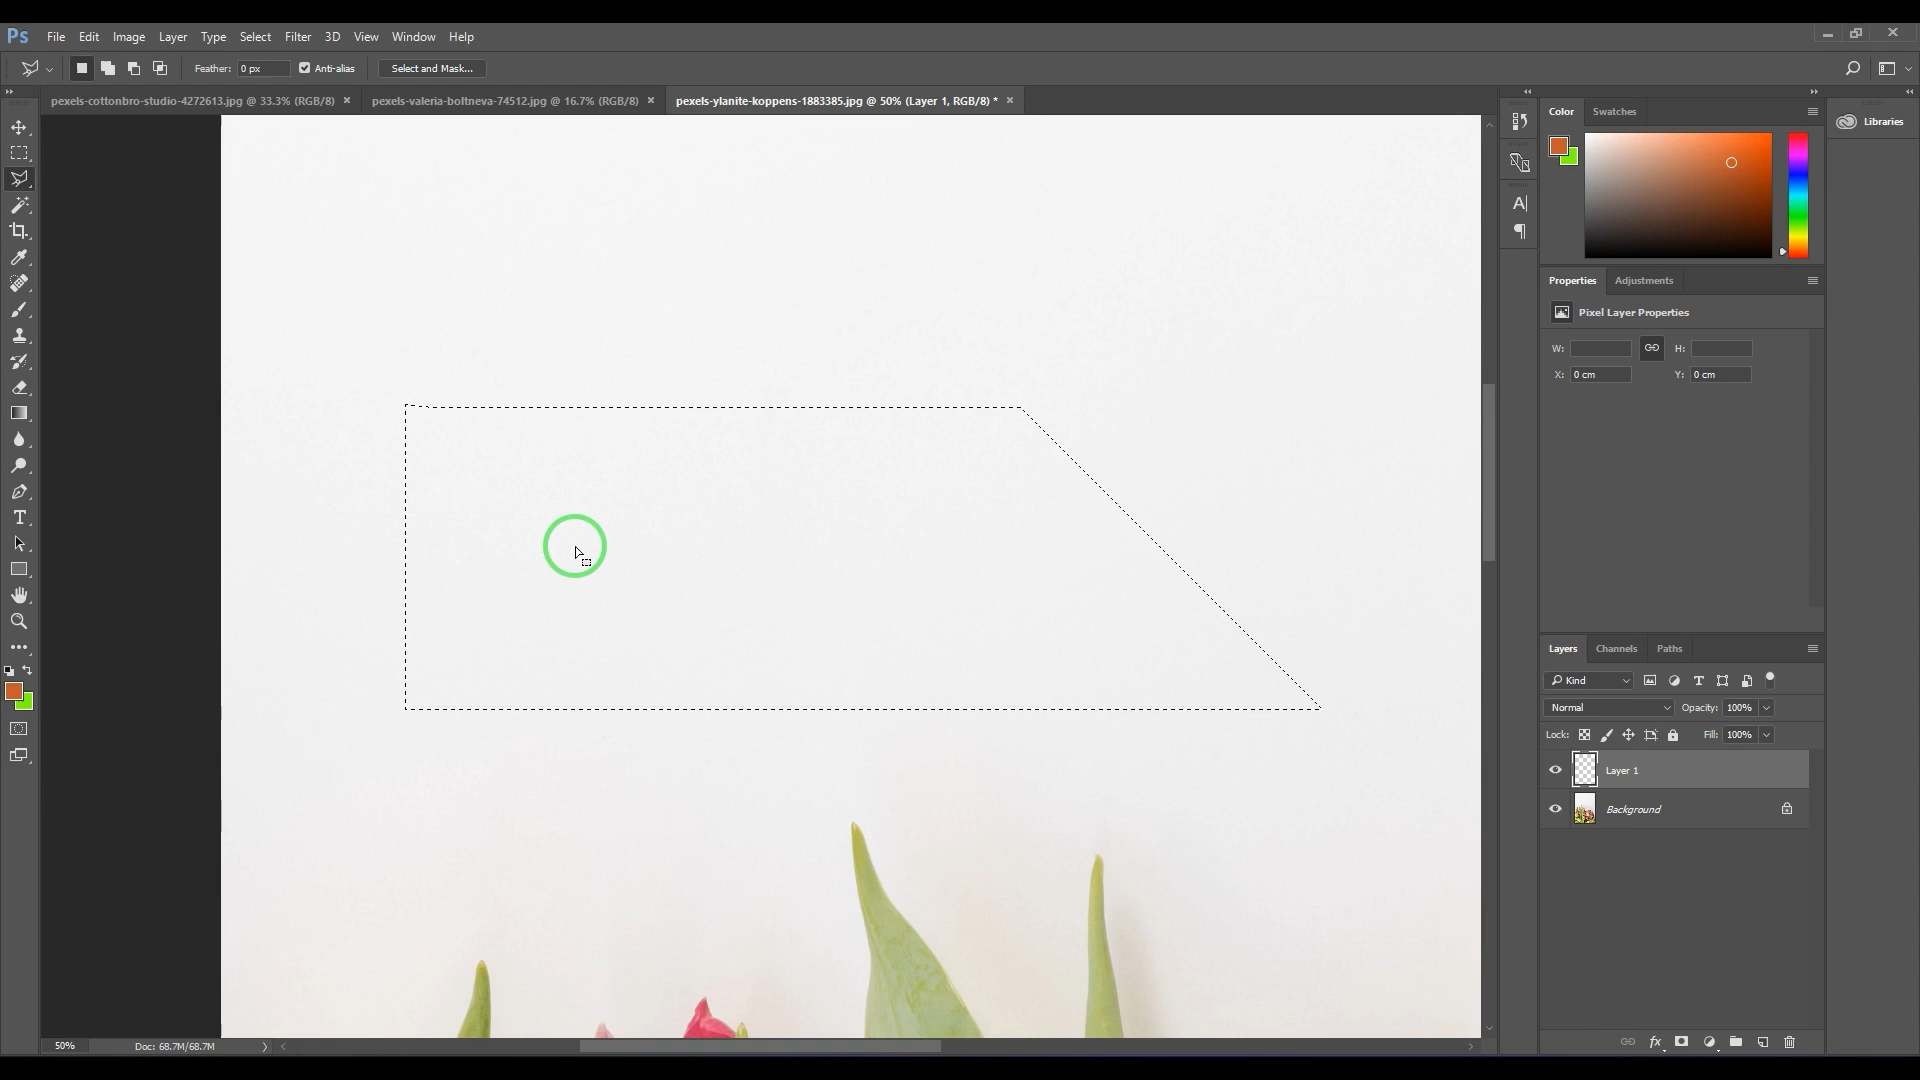 Ps File Edit Image Layer Type Select Filter 3D View Window Help
Feather: 0 px Anti-alias Select and Mask...
pexels-cottonbro-studio-4272613.jpg @ 33.3% (RGB/8) × pexels-valeria-boltneva-74512.jpg @ 16.7% (RGB/8) × pexels-ylanite-koppens-1883385.jpg @ 50% (Layer 1, RGB/8) * ×
Color Swatches
Libraries
Properties Adjustments
Pixel Layer Properties
W: H:
X: 0 cm Y: 0 cm
Layers Channels Paths
Kind
Normal Opacity: 100%
Lock: Fill: 100%
Layer 1
Background
fx
50% Doc: 68.7M/68.7M